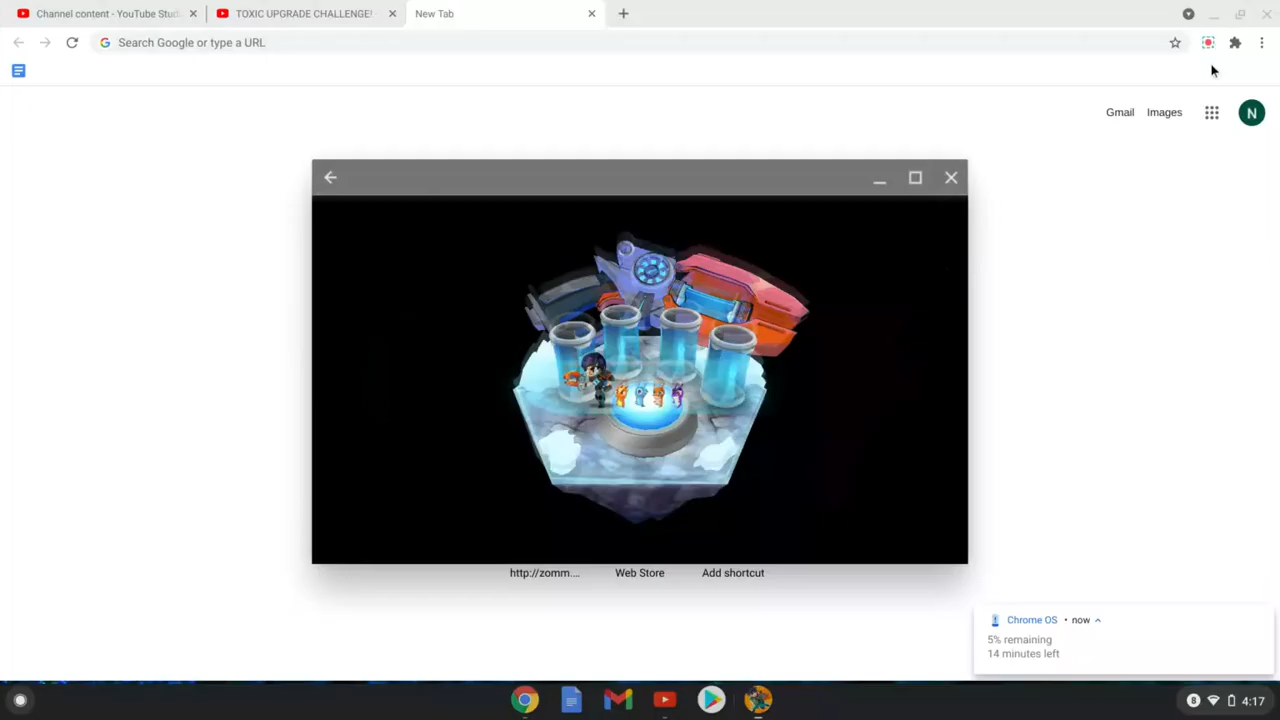 Channel content - YouTube Studi
TOXIC UPGRADE CHALLENGE!
New Tab
Search Google or type a URL
Gmail
Images
N
http://zomm....
Web Store
Add shortcut
Chrome OS • now
5% remaining
14 minutes left
8
4:17